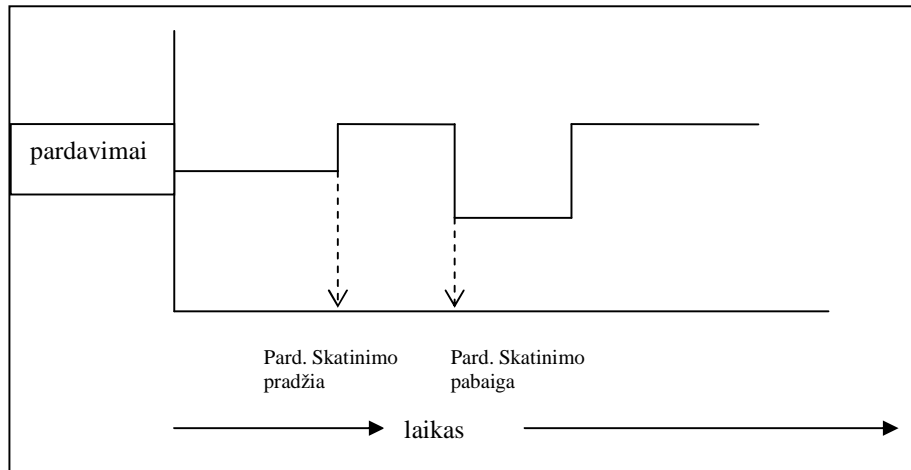 pardavimai
Pard. Skatinimo
pradžia
Pard. Skatinimo
pabaiga
laikas